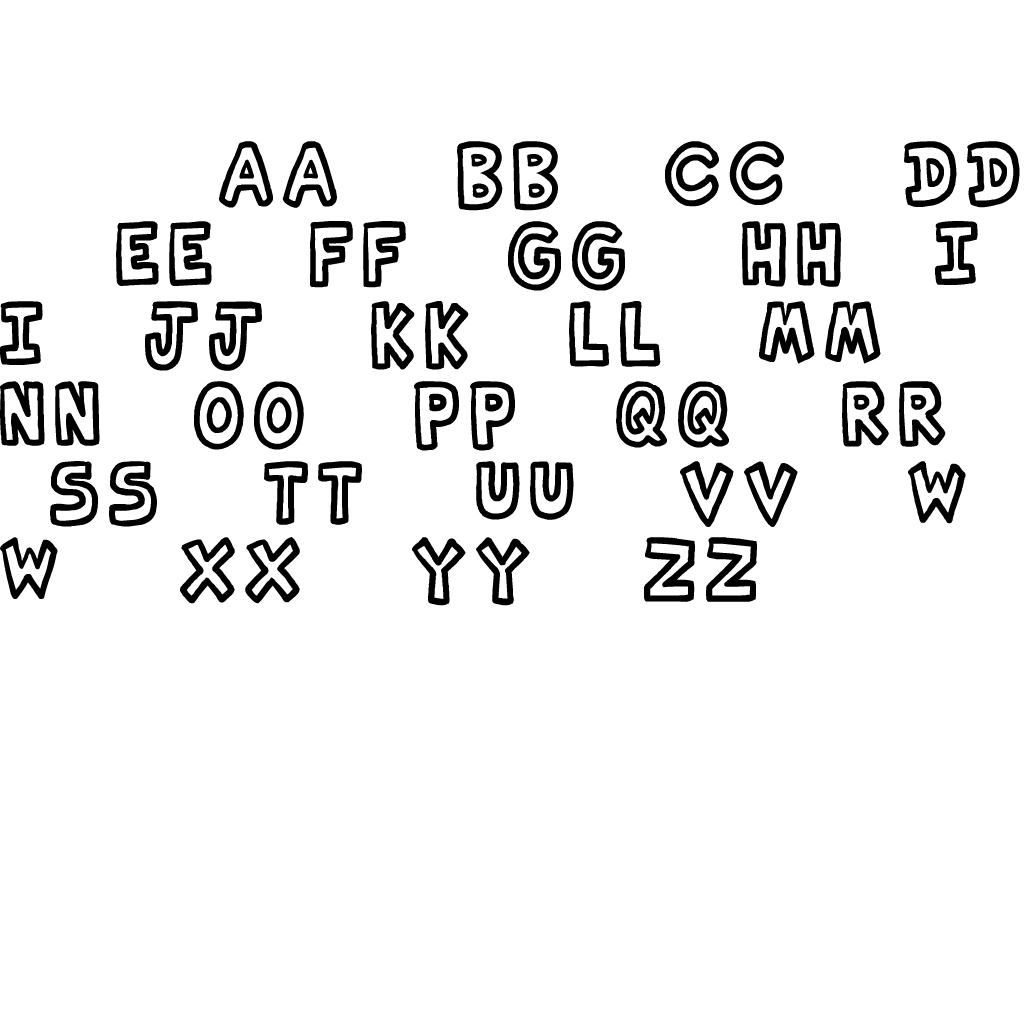 AA BB CC DD
EE FF GG HH I
I JJ KK LL MM
NN OO PP QQ RR
SS TT UU VV W
W XX YY ZZ